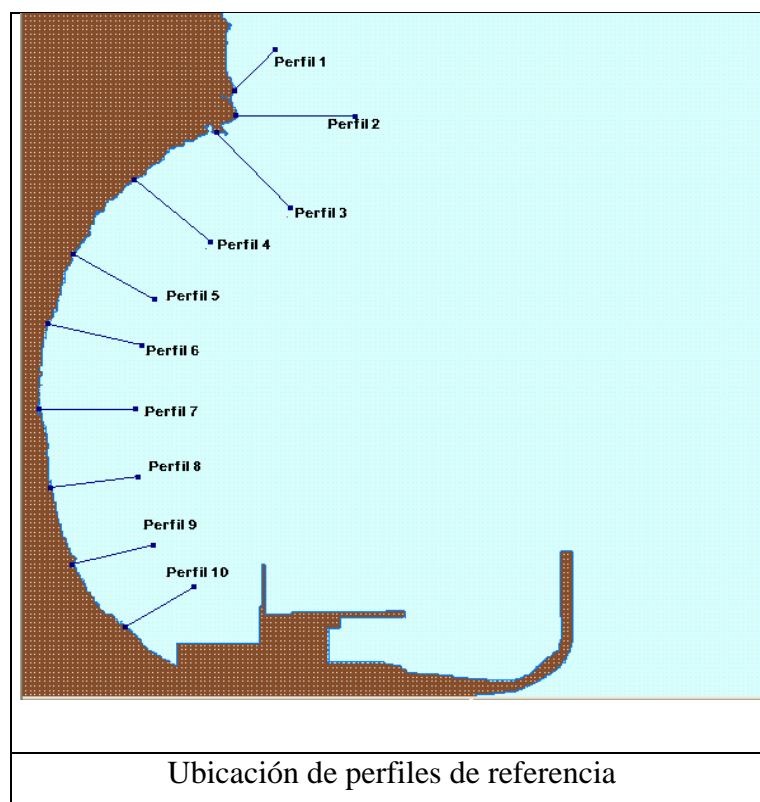 Perfil 1
Perfil 2
Perfil 3
Perfil 4
Perfil 5
Perfil 6
Perfil 7
Perfil 8
Perfil 9
Perfil 10
Ubicación de perfiles de referencia